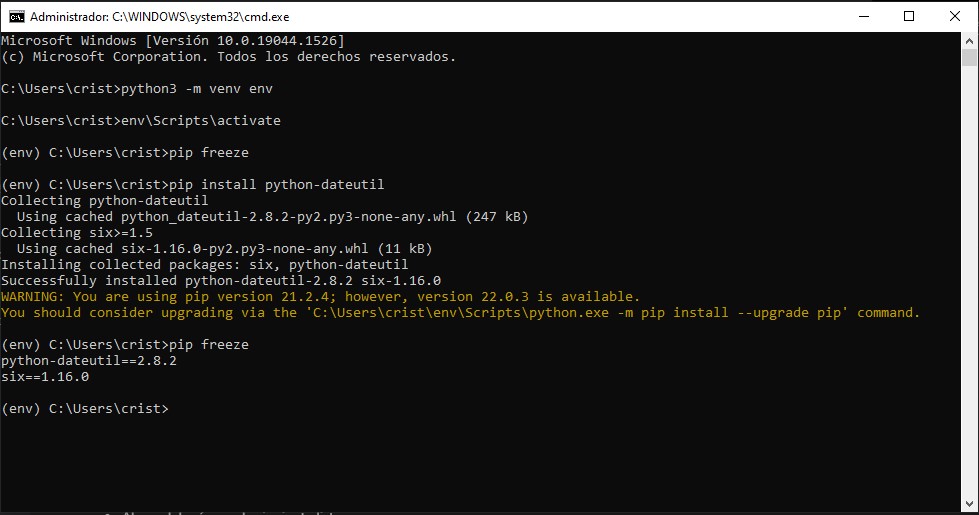 Administrador: C:\WINDOWS\system32\cmd.exe
Microsoft Windows [Versión 10.0.19044.1526]
(c) Microsoft Corporation. Todos los derechos reservados.
C:\Users\crist>python3 -m venv env
C:\Users\crist>env\Scripts\activate
(env) C:\Users\crist>pip freeze
(env) C:\Users\crist>pip install python-dateutil
Collecting python-dateutil
  Using cached python_dateutil-2.8.2-py2.py3-none-any.whl (247 kB)
Collecting six>=1.5
  Using cached six-1.16.0-py2.py3-none-any.whl (11 kB)
Installing collected packages: six, python-dateutil
Successfully installed python-dateutil-2.8.2 six-1.16.0
WARNING: You are using pip version 21.2.4; however, version 22.0.3 is available.
You should consider upgrading via the 'C:\Users\crist\env\Scripts\python.exe -m pip install --upgrade pip' command.
(env) C:\Users\crist>pip freeze
python-dateutil==2.8.2
six==1.16.0
(env) C:\Users\crist>